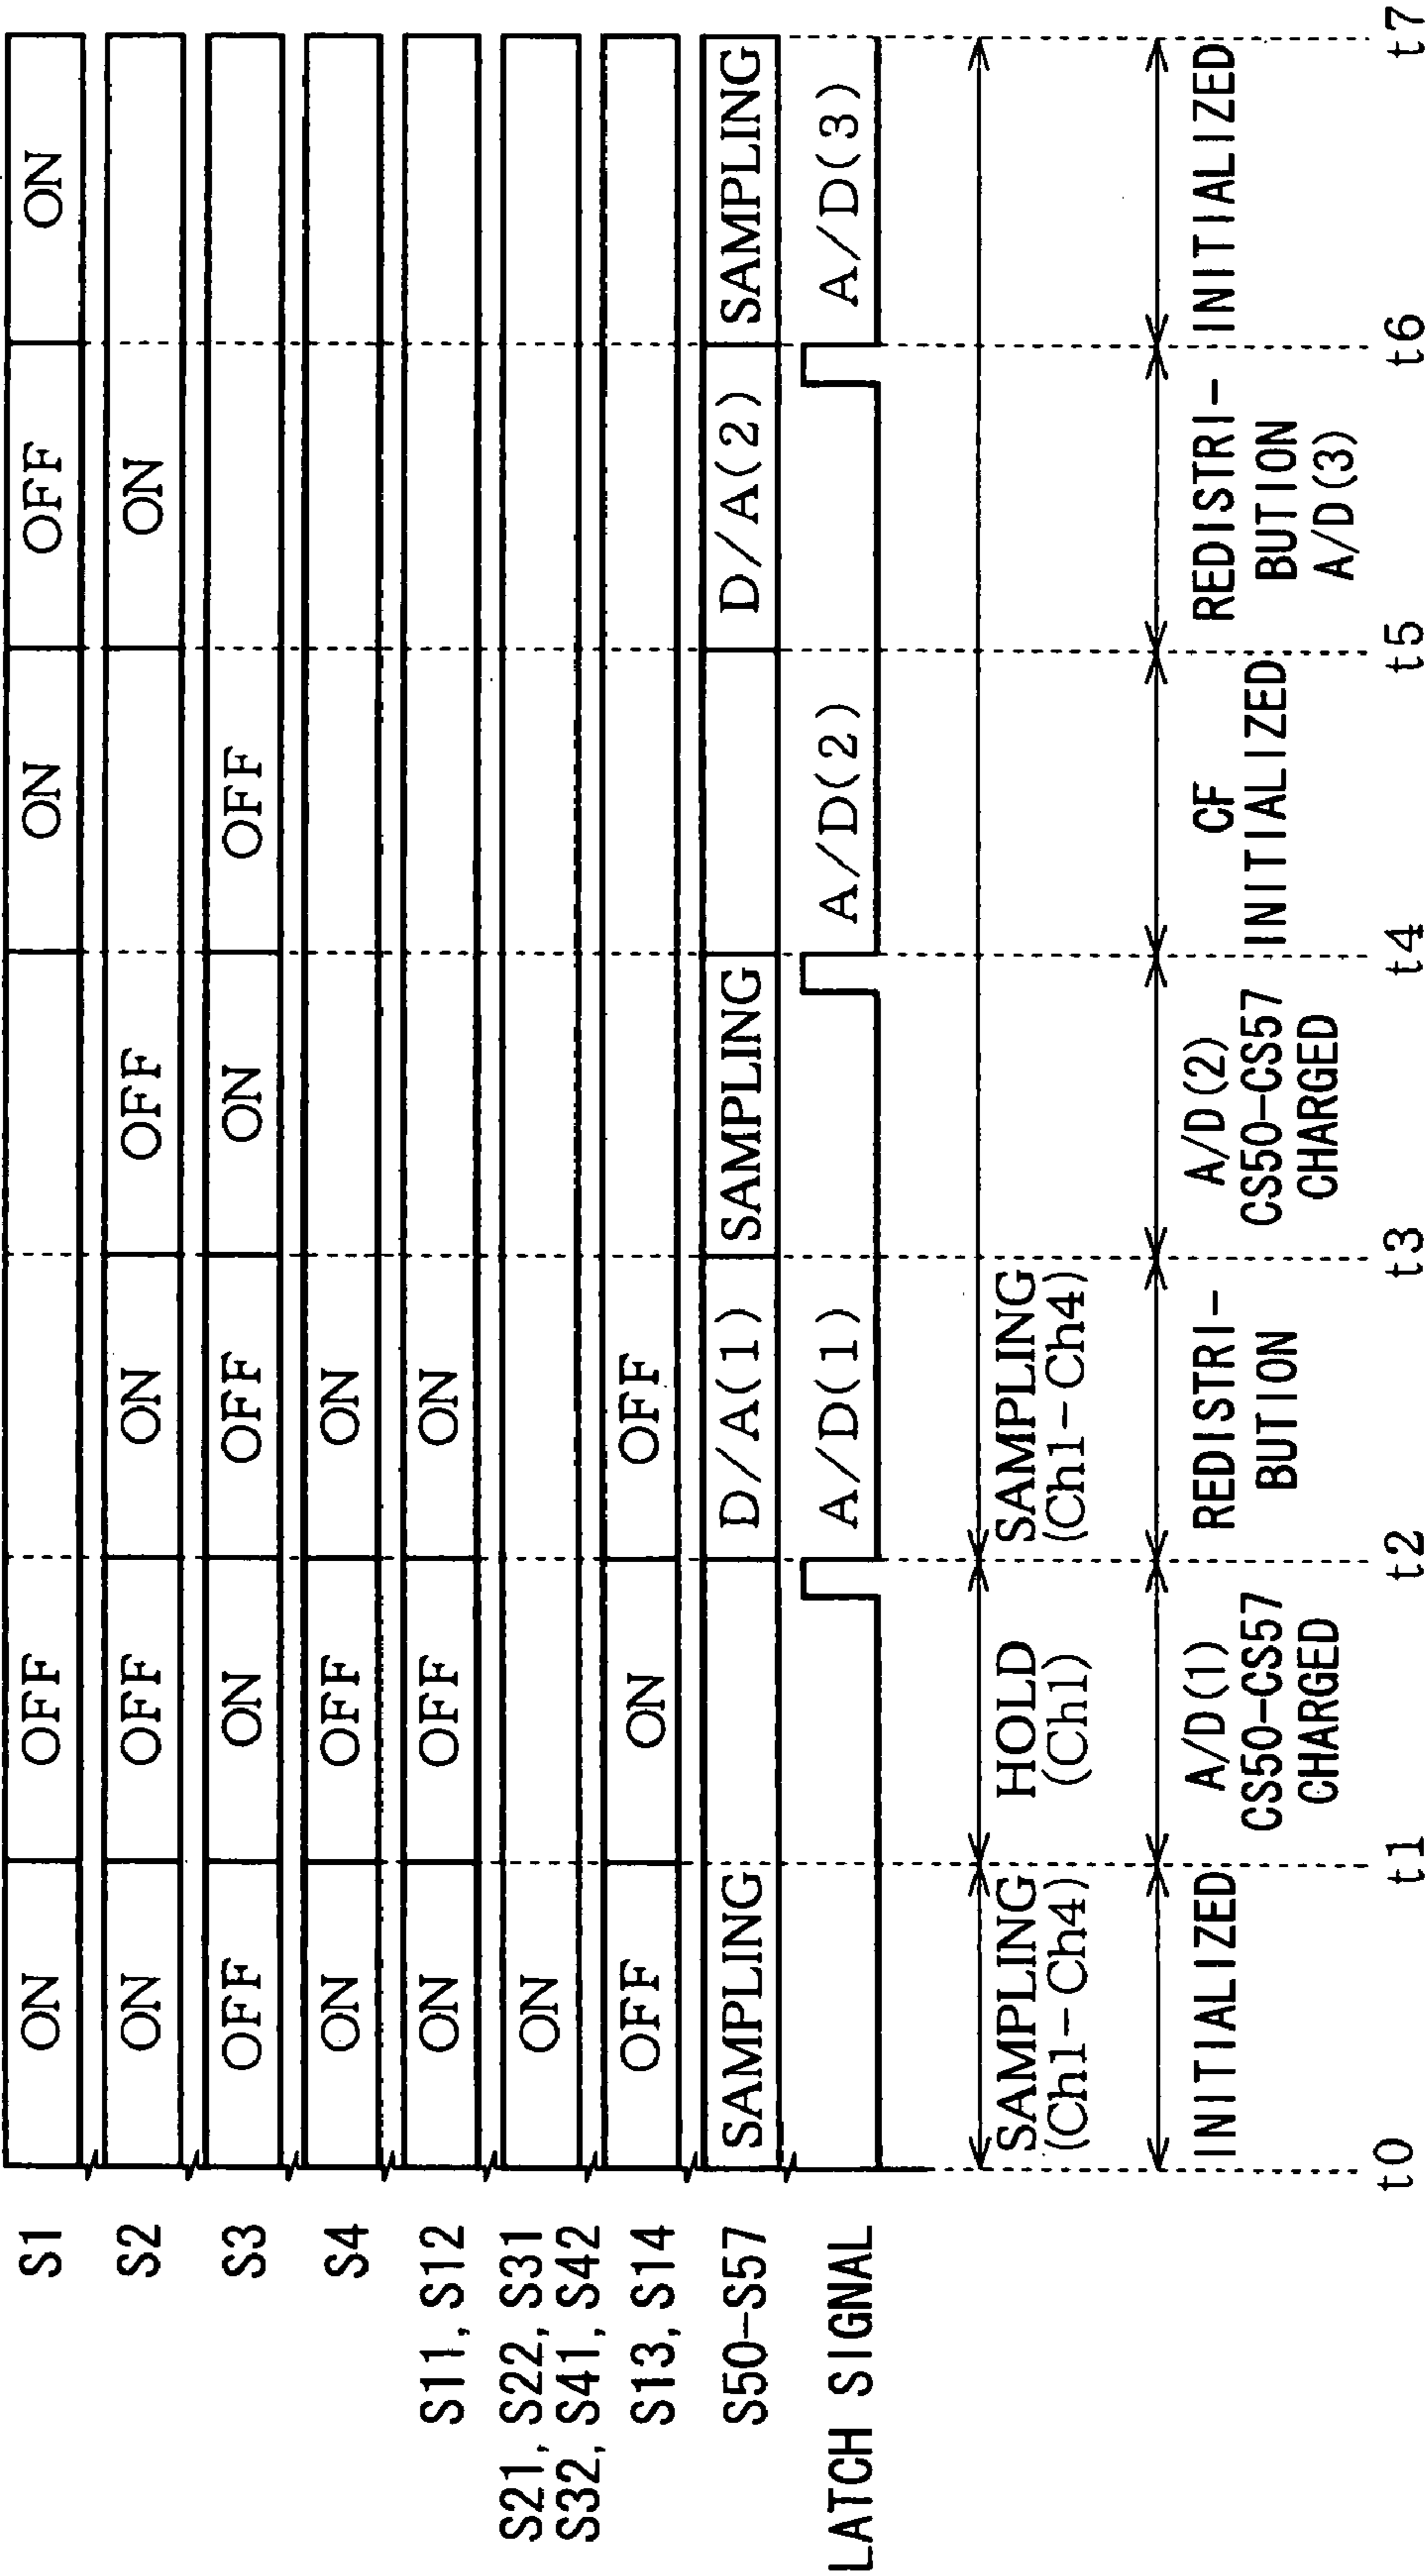 S1 ON OFF ON OFF ON
S2 ON OFF ON OFF ON
S3 OFF ON OFF ON OFF
S4 ON OFF ON
S11, S12 ON OFF ON
S21, S22, S31
S32, S41, S42 ON
S13, S14 OFF ON OFF
S50-S57 SAMPLING D/A(1) SAMPLING D/A(2) SAMPLING
LATCH SIGNAL A/D(1) A/D(2) A/D(3)
SAMPLING
(Ch1-Ch4)
HOLD
(Ch1)
SAMPLING
(Ch1-Ch4)
INITIALIZED
A/D(1)
CS50-CS57
CHARGED
REDISTRI-
BUTION
A/D(2)
CS50-CS57
CHARGED
CF
INITIALIZED
REDISTRI-
BUTION
A/D(3)
INITIALIZED
t0 t1 t2 t3 t4 t5 t6 t7